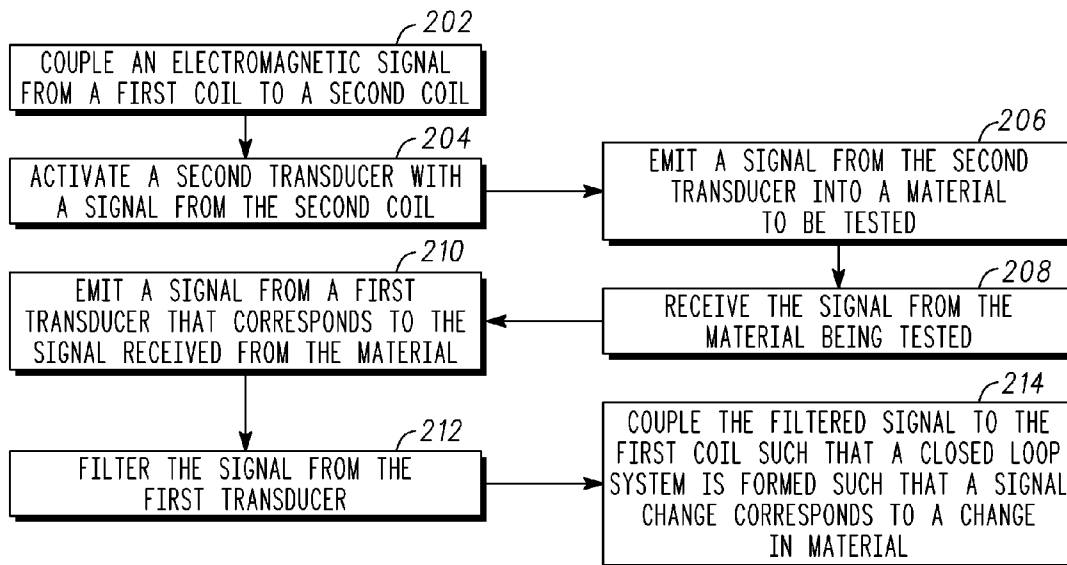 202
COUPLE AN ELECTROMAGNETIC SIGNAL
FROM A FIRST COIL TO A SECOND COIL
204
ACTIVATE A SECOND TRANSDUCER WITH
A SIGNAL FROM THE SECOND COIL
206
EMIT A SIGNAL FROM THE SECOND
TRANSDUCER INTO A MATERIAL
TO BE TESTED
208
RECEIVE THE SIGNAL FROM THE
MATERIAL BEING TESTED
210
EMIT A SIGNAL FROM A FIRST
TRANSDUCER THAT CORRESPONDS TO THE
SIGNAL RECEIVED FROM THE MATERIAL
212
FILTER THE SIGNAL FROM THE
FIRST TRANSDUCER
214
COUPLE THE FILTERED SIGNAL TO THE
FIRST COIL SUCH THAT A CLOSED LOOP
SYSTEM IS FORMED SUCH THAT A SIGNAL
CHANGE CORRESPONDS TO A CHANGE
IN MATERIAL